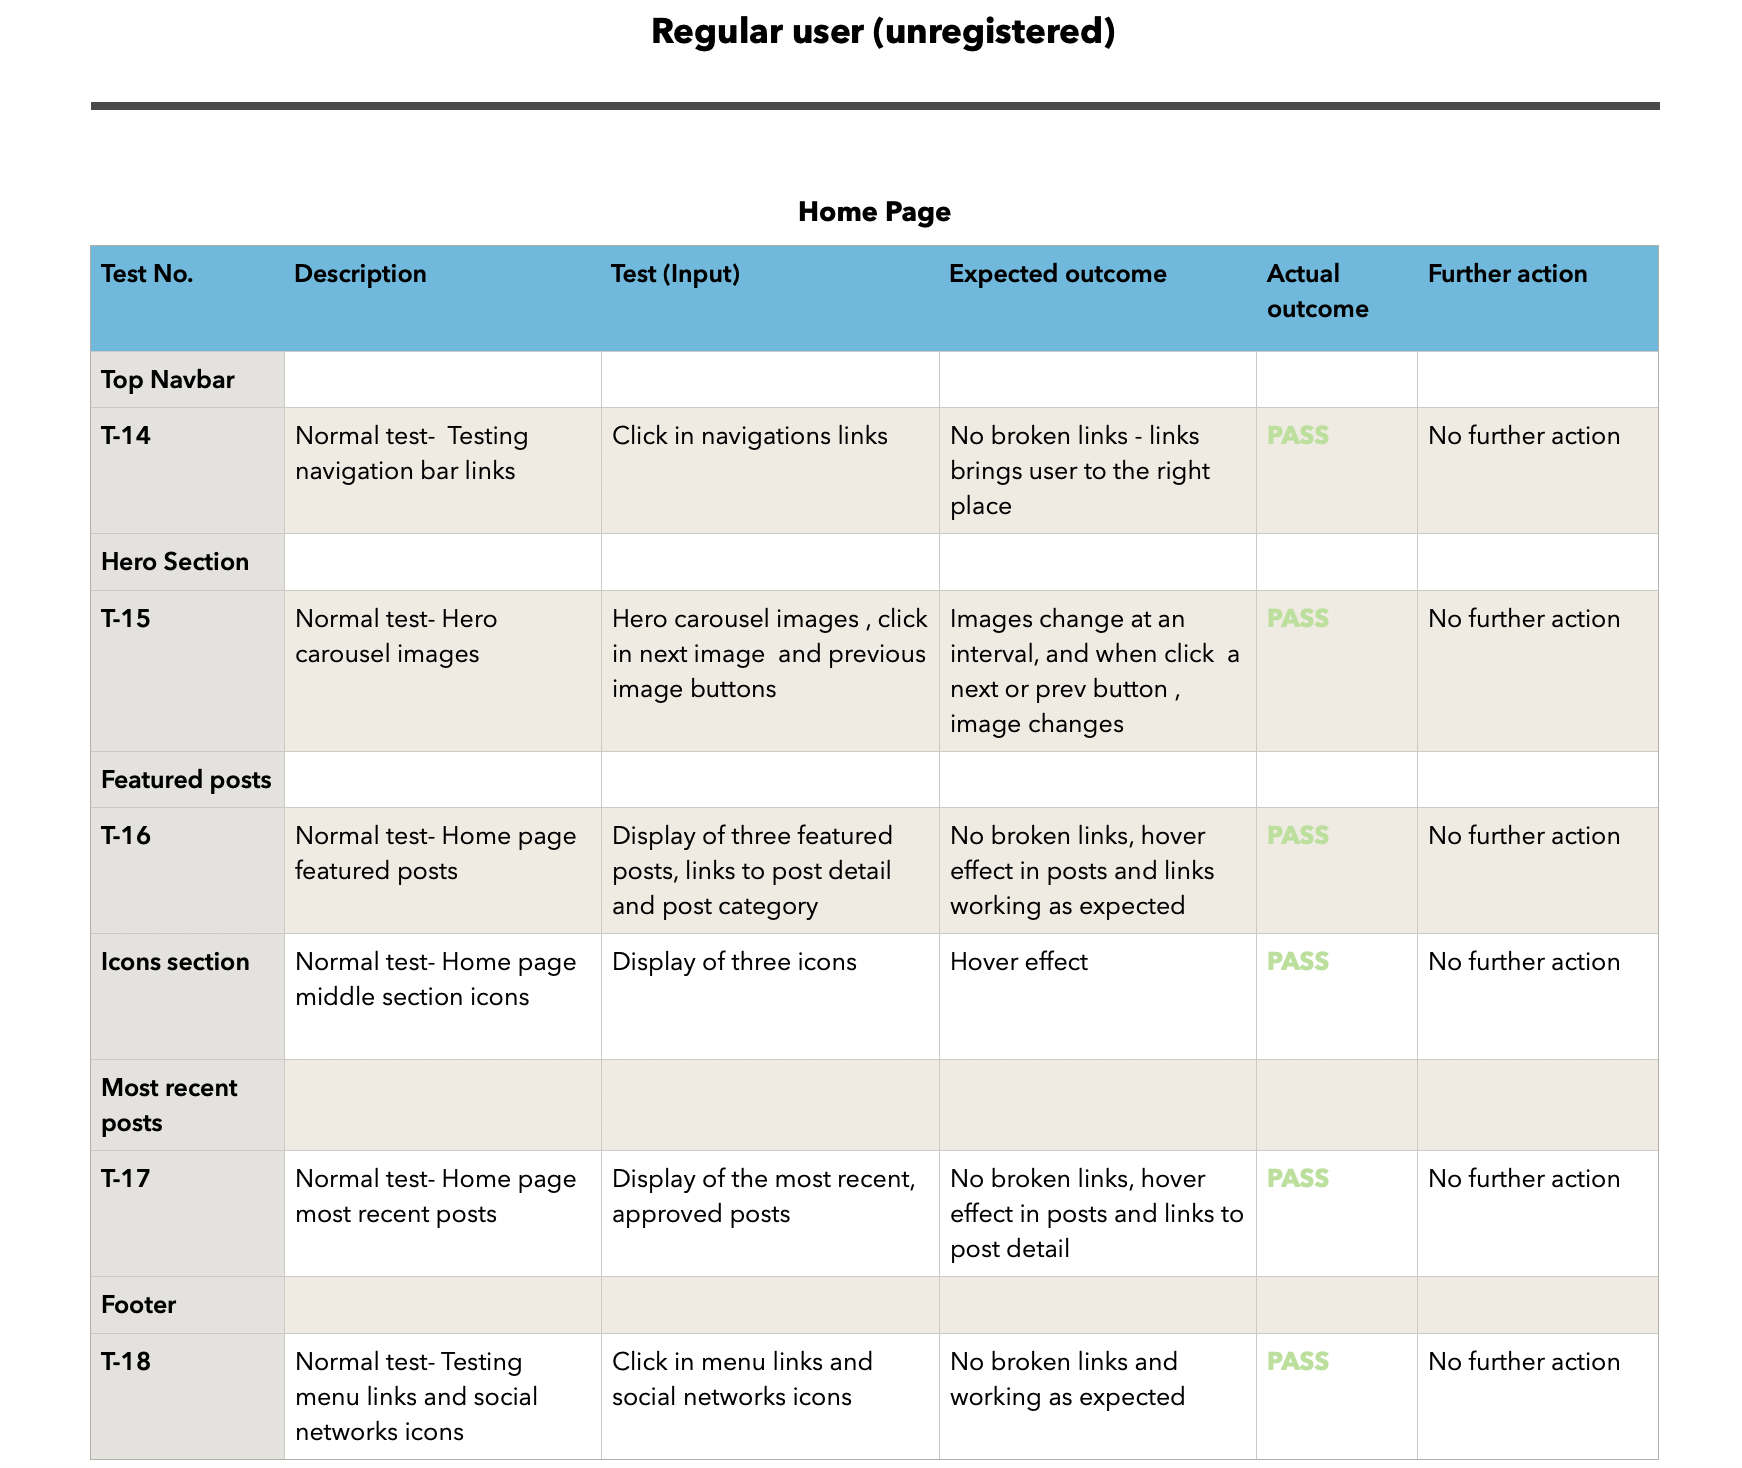 Regular user (unregistered)
Home Page
Test No. Description Test (Input) Expected outcome Actual outcome Further action
Top Navbar
T-14 Normal test-  Testing navigation bar links Click in navigations links No broken links - links brings user to the right place PASS No further action
Hero Section
T-15 Normal test- Hero carousel images Hero carousel images , click in next image  and previous image buttons Images change at an interval, and when click  a next or prev button , image changes PASS No further action
Featured posts
T-16 Normal test- Home page featured posts Display of three featured posts, links to post detail and post category No broken links, hover effect in posts and links working as expected PASS No further action
Icons section Normal test- Home page middle section icons Display of three icons Hover effect PASS No further action
Most recent posts
T-17 Normal test- Home page most recent posts Display of the most recent, approved posts No broken links, hover effect in posts and links to post detail PASS No further action
Footer
T-18 Normal test- Testing menu links and social networks icons Click in menu links and social networks icons No broken links and working as expected PASS No further action